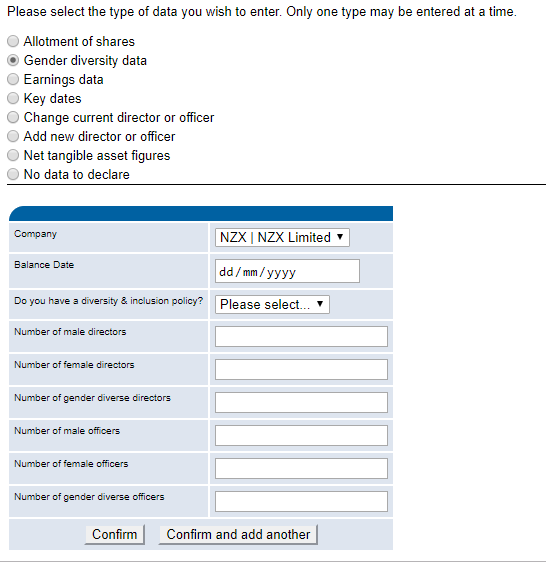 Please select the type of data you wish to enter. Only one type may be entered at a time.
Allotment of shares
Gender diversity data
Earnings data
Key dates
Change current director or officer
Add new director or officer
Net tangible asset figures
No data to declare
Company
NZX | NZX Limited
Balance Date
dd/mm/yyyy
Do you have a diversity & inclusion policy?
Please select...
Number of male directors
Number of female directors
Number of gender diverse directors
Number of male officers
Number of female officers
Number of gender diverse officers
Confirm
Confirm and add another